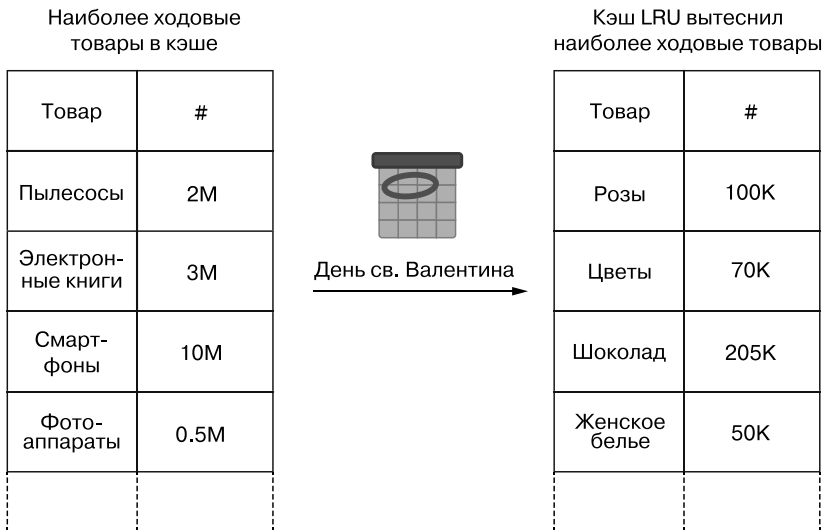 Наиболее ходовые
товары в кэше
Товар #
Пылесосы 2M
Электрон-
ные книги 3M
Смарт-
фоны 10M
Фото-
аппараты 0.5M
День св. Валентина
Кэш LRU вытеснил
наиболее ходовые товары
Товар #
Розы 100K
Цветы 70K
Шоколад 205K
Женское
белье 50K